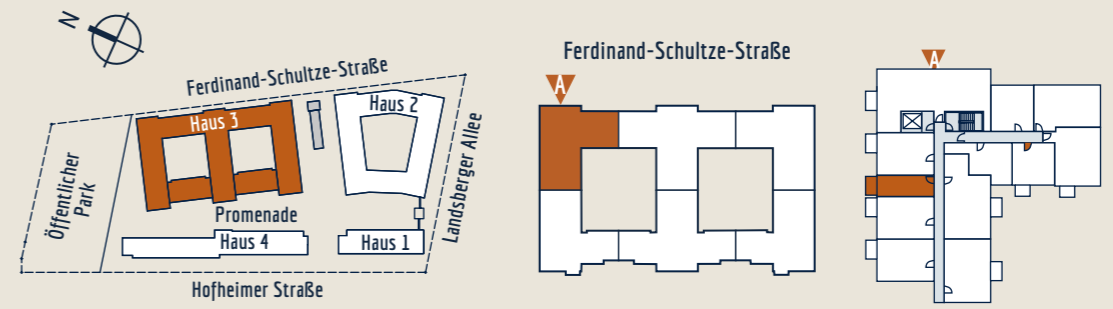 N
Ferdinand-Schultze-Straße
Haus 3
Haus 2
Öffentlicher
Park
Landsberger Allee
Promenade
Haus 4
Haus 1
Hofheimer Straße
Ferdinand-Schultze-Straße
A
A